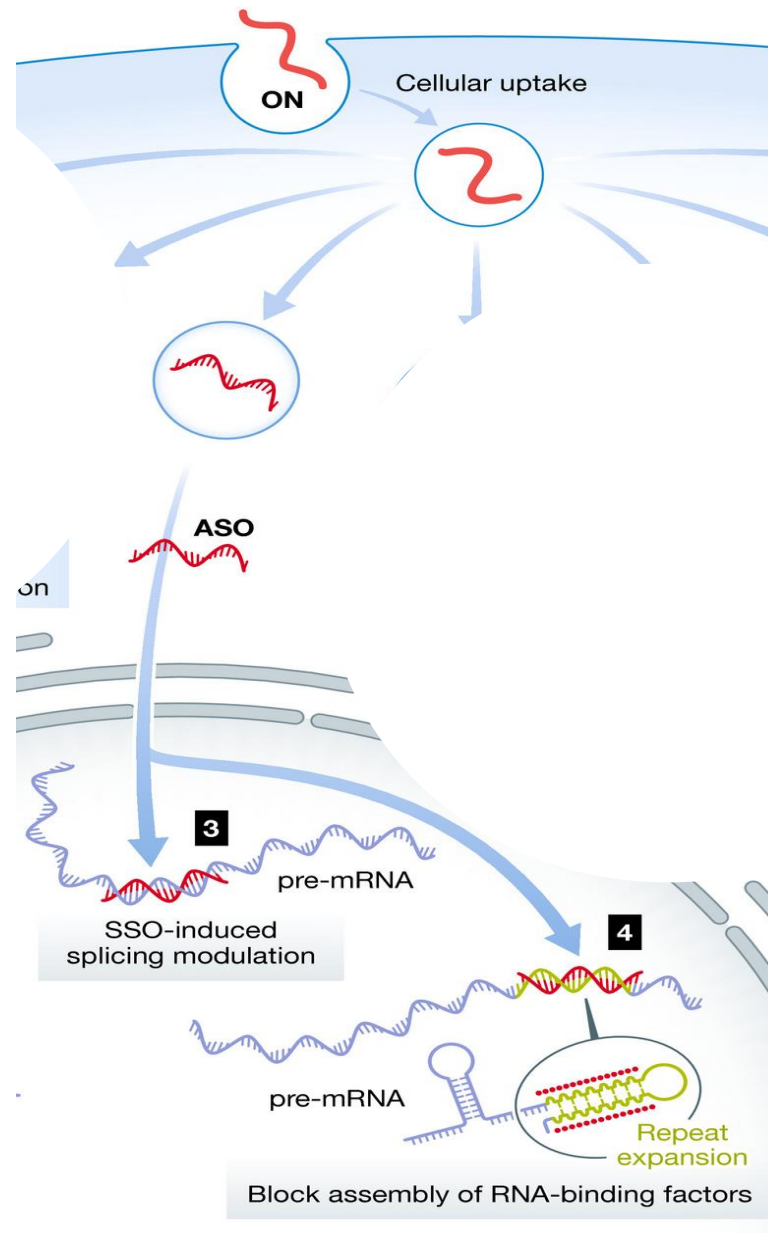 ON
Cellular uptake
ASO
on
3
pre-mRNA
SSO-induced
splicing modulation
4
pre-mRNA
Repeat
expansion
Block assembly of RNA-binding factors